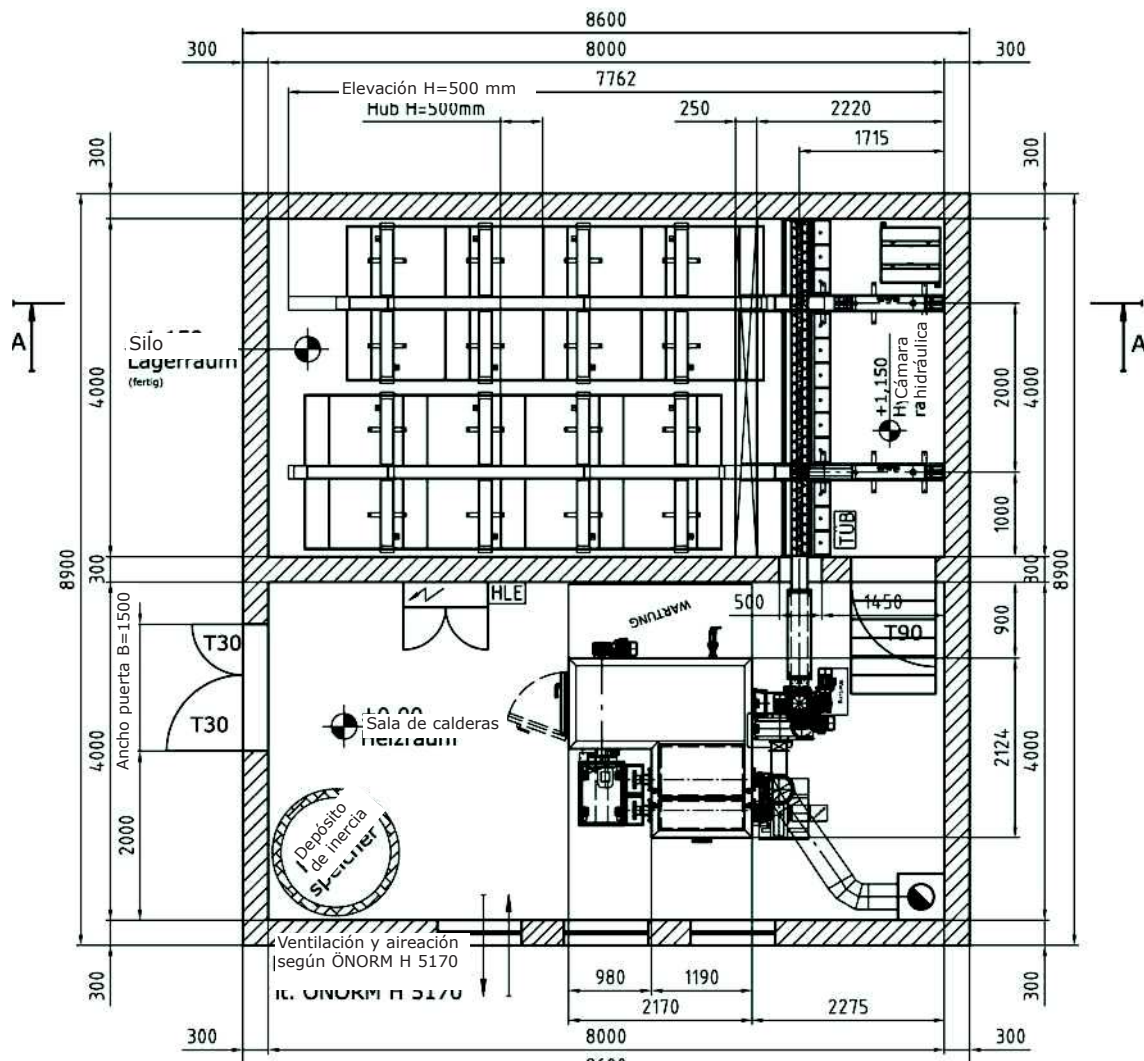 8600
300
8000
300
7762
Elevación H=500 mm
Hub H=500mm
250
2220
1715
300
300
A
A
Silo
Lagerraum
(fertig)
4000
+1,150
Cámara
hidráulica
2000
4000
1000
TÜB
8900
300
300
8900
HLE
WARTUNG
500
1450
900
T30
T90
Ancho puerta B=1500
T30
Sala de calderas
Heizraum
4000
2124
4000
2000
Depósito
de inercia
speicher
Ventilación y aireación
según ÖNORM H 5170
lt. ÖNORM H 5170
980
1190
300
2170
2275
300
300
8000
300
8600